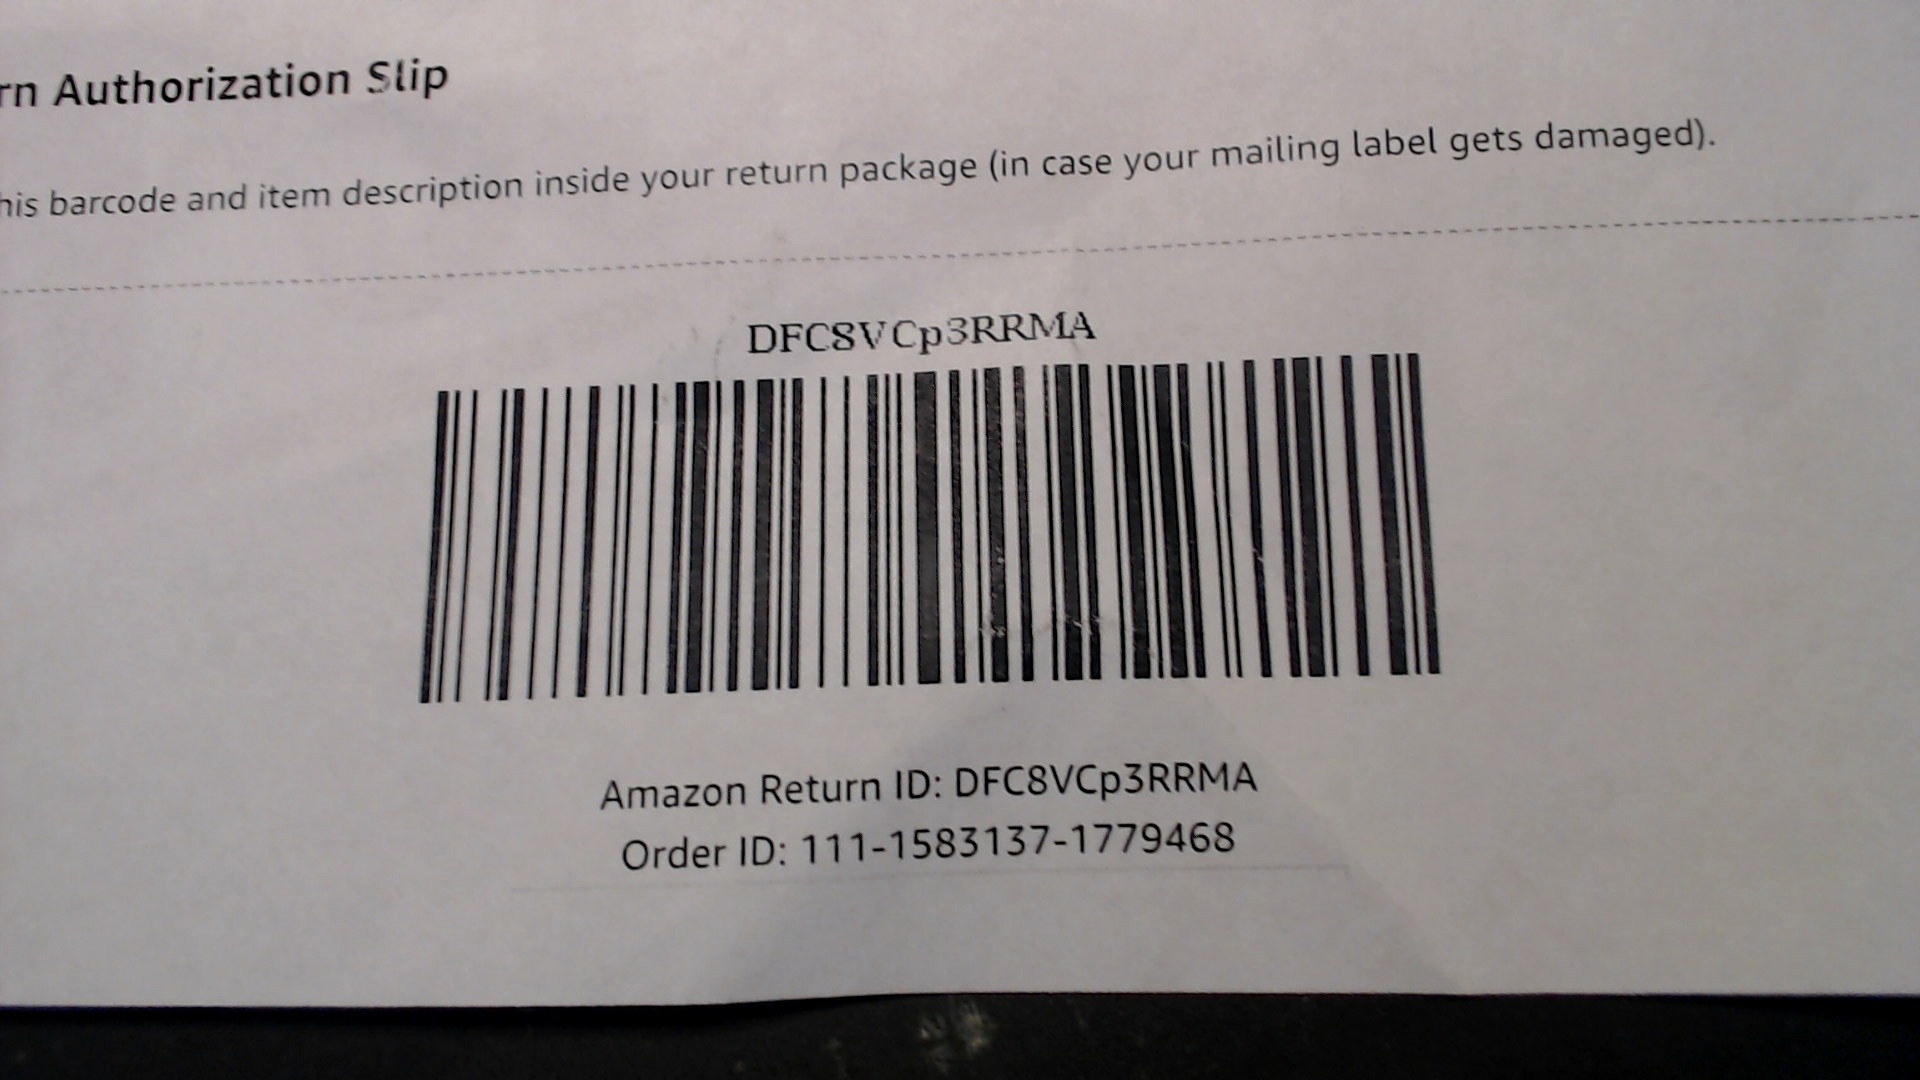 rn Authorization Slip
his barcode and item description inside your return package (in case your mailing label gets damaged).
DFC8VCp3RRMA
Amazon Return ID: DFC8VCp3RRMA
Order ID: 111-1583137-1779468